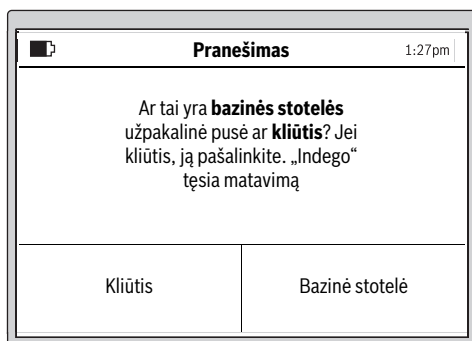 Pranešimas 1:27pm
Ar tai yra bazinės stotelės
užpakalinė pusė ar kliūtis? Jei
kliūtis, ją pašalinkite. „Indego“
tęsia matavimą
Kliūtis Bazinė stotelė